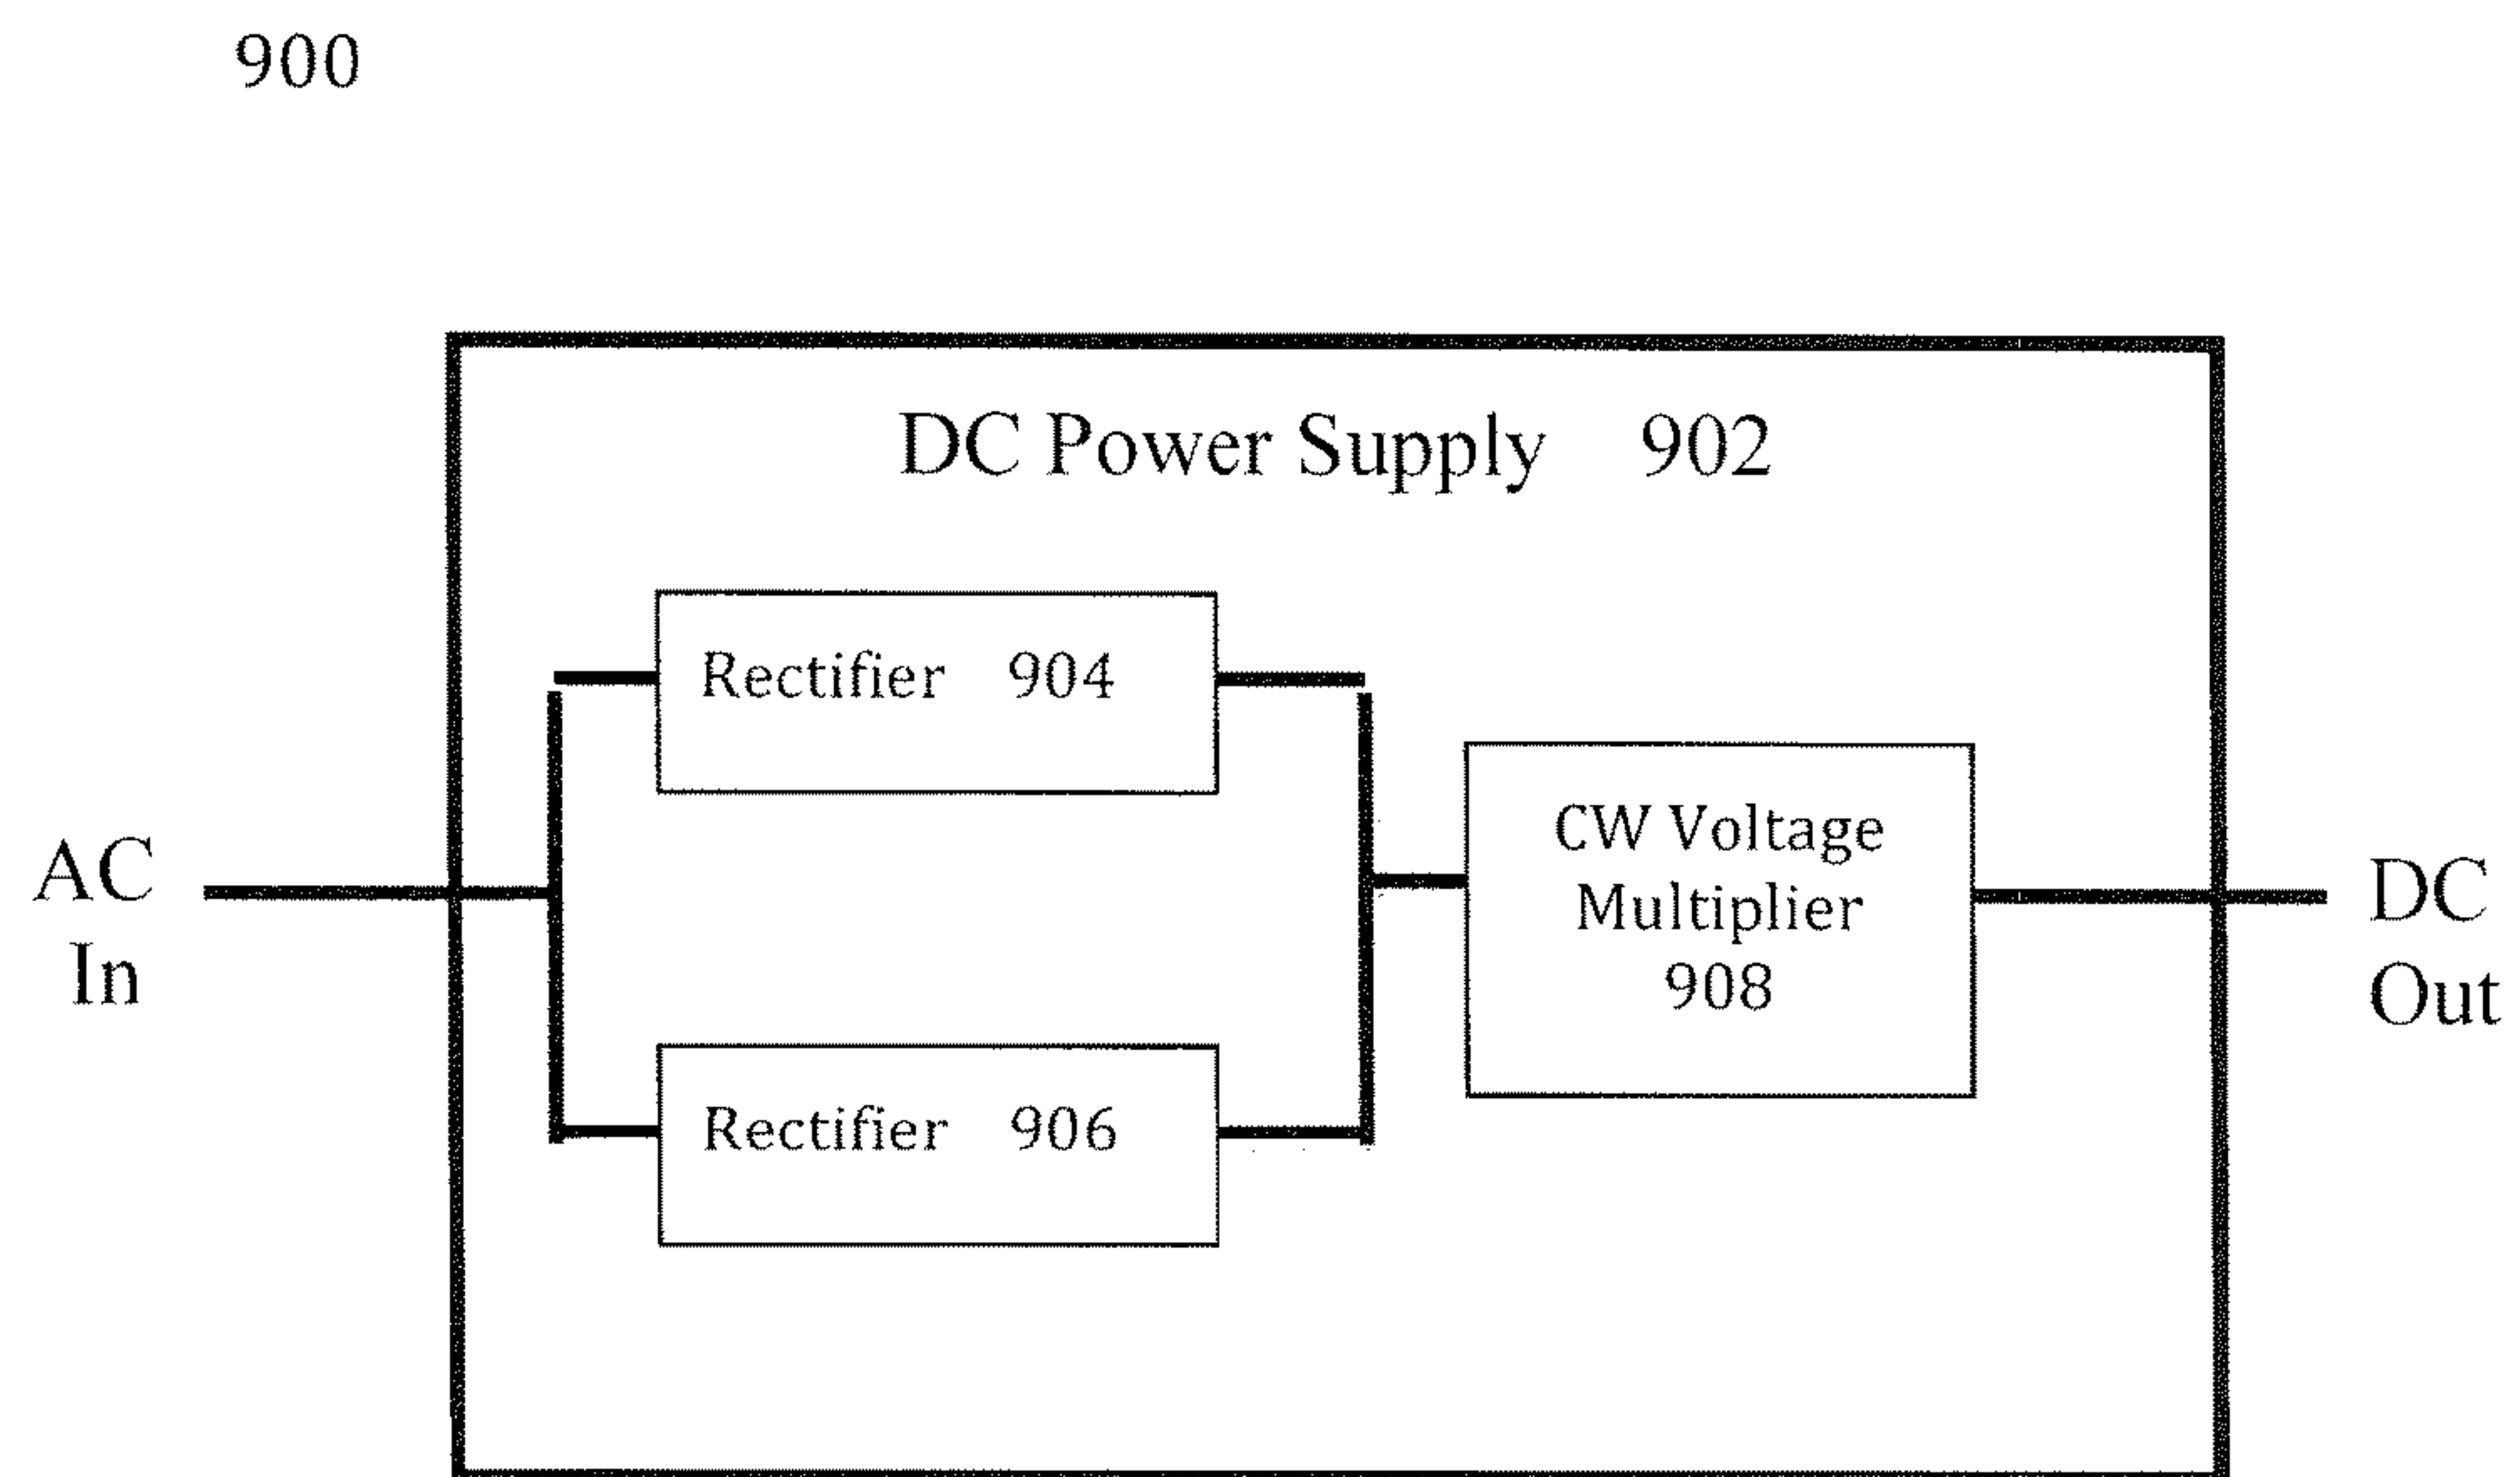 900
DC Power Supply 902
Rectifier 904
AC
In
CW Voltage
Multiplier
908
DC
Out
Rectifier 906